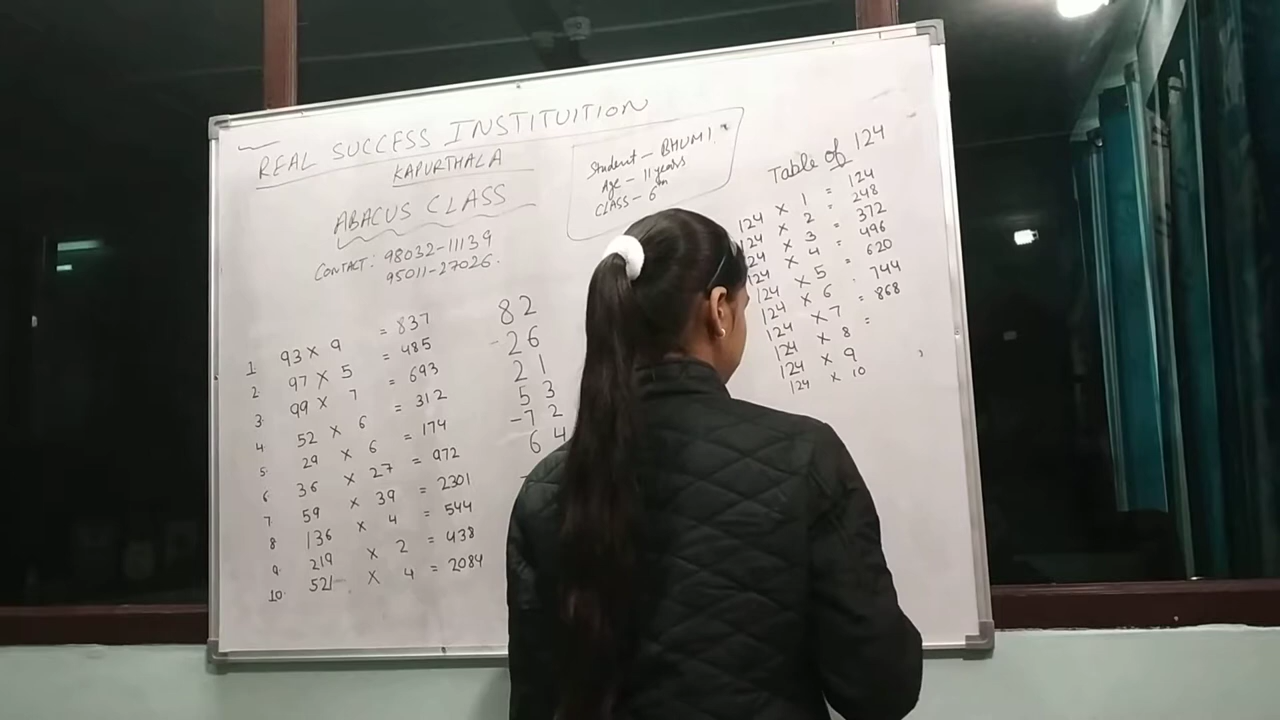 REAL SUCCESS INSTITUITION
KAPURTHALA
ABACUS CLASS
CONTACT: 98032-11139
95011-27026.
Student - BHUMI
Age - 11 years
CLASS - 6th
1 93 × 9 = 837
2 97 × 5 = 485
3. 99 × 7 = 693
4. 52 × 6 = 312
5. 29 × 6 = 174
6 36 × 27 = 972
7. 59 × 39 = 2301
8 136 × 4 = 544
9. 219 × 2 = 438
10. 521 × 4 = 2084
82
-26
21
53
-72
64
Table of 124
124 × 1 = 124
124 × 2 = 248
124 × 3 = 372
124 × 4 = 496
124 × 5 = 620
124 × 6 = 744
124 × 7 = 868
124 × 8 =
124 × 9
124 × 10